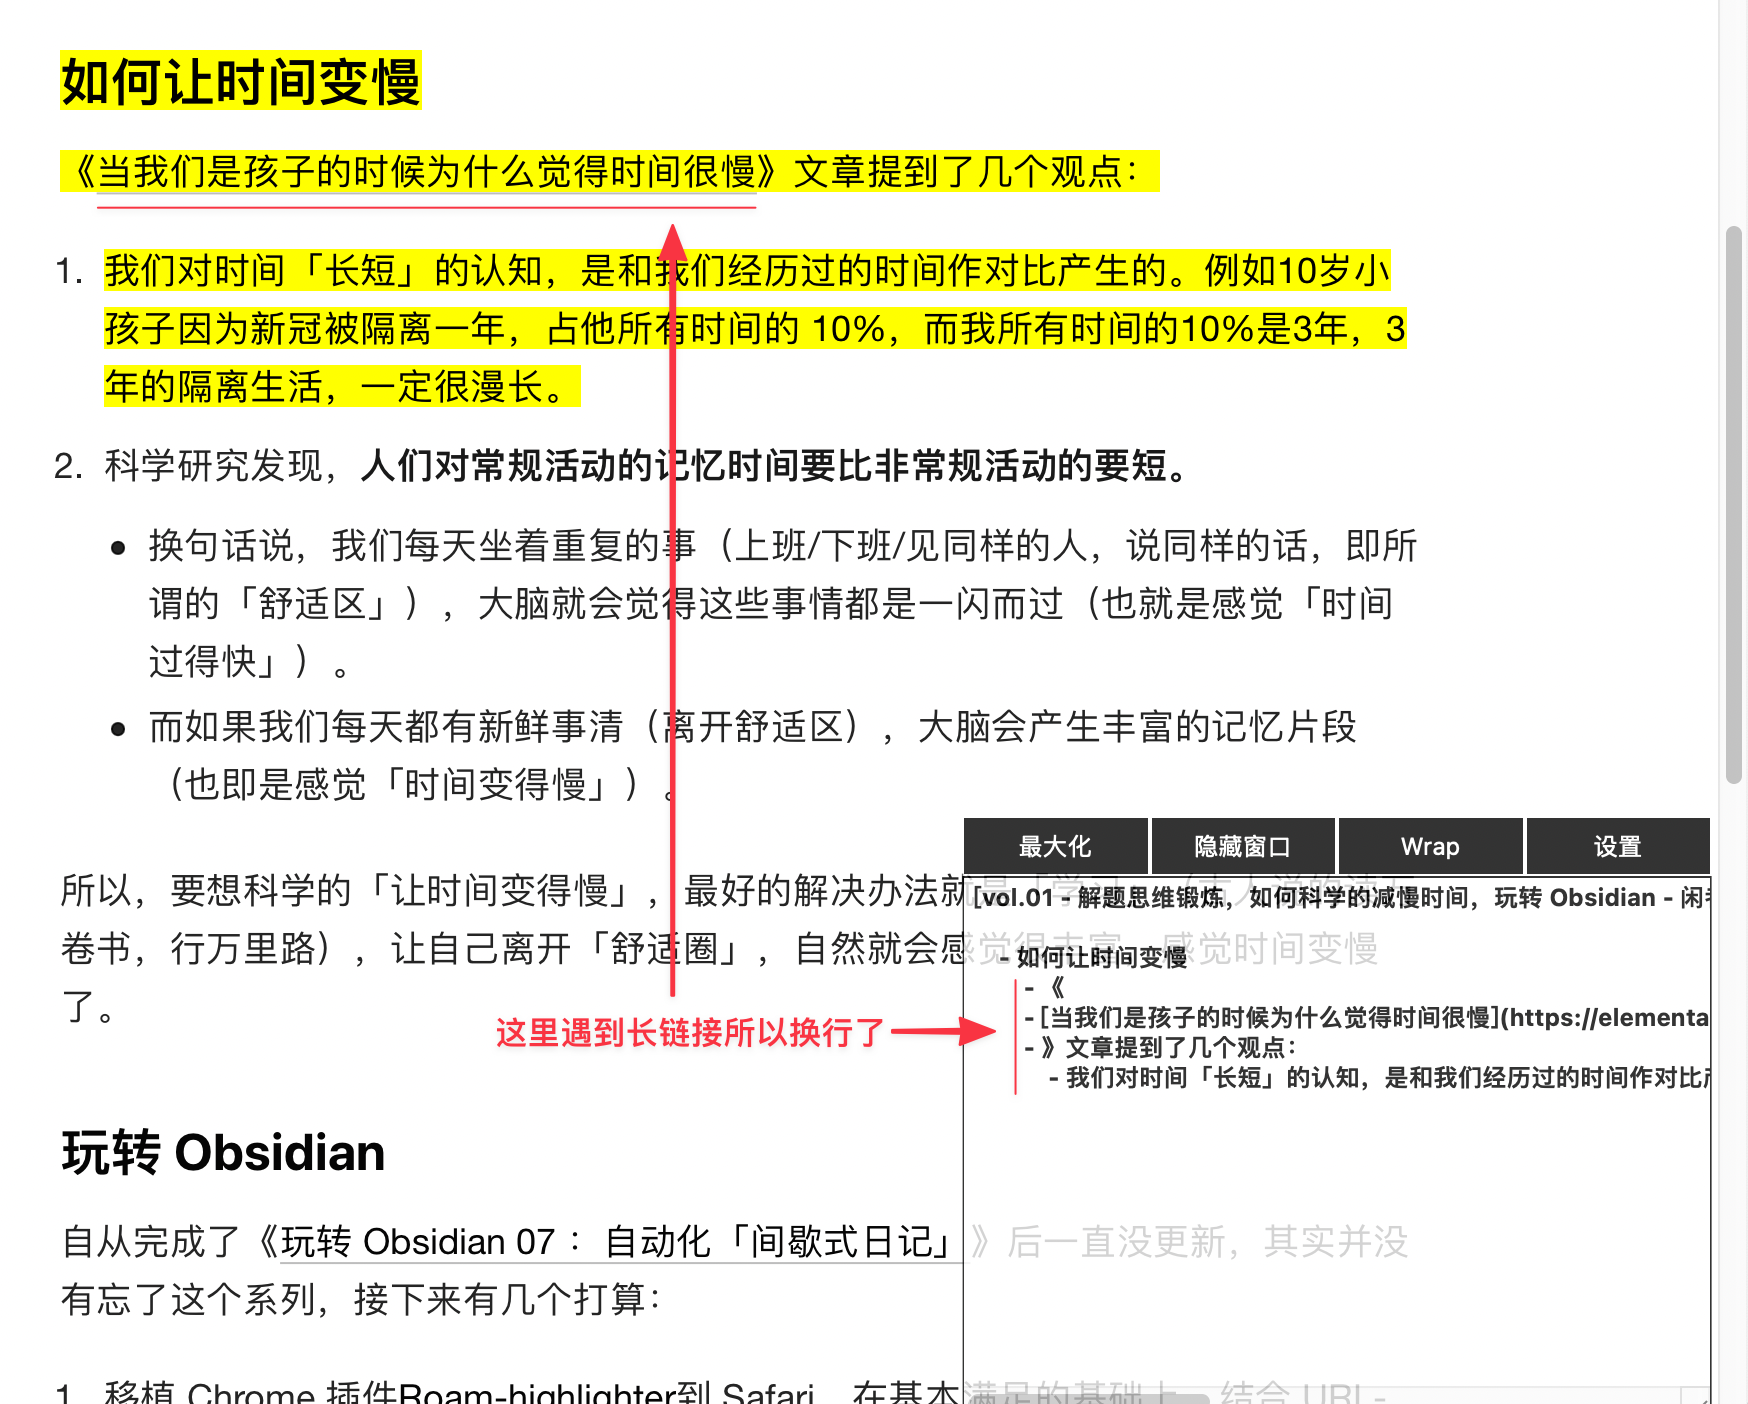 如何让时间变慢
《当我们是孩子的时候为什么觉得时间很慢》文章提到了几个观点：
1. 我们对时间「长短」的认知，是和我们经历过的时间作对比产生的。例如10岁小
孩子因为新冠被隔离一年，占他所有时间的 10%，而我所有时间的10%是3年，3
年的隔离生活，一定很漫长。
2. 科学研究发现，人们对常规活动的记忆时间要比非常规活动的要短。
• 换句话说，我们每天坐着重复的事（上班/下班/见同样的人，说同样的话，即所
谓的「舒适区」），大脑就会觉得这些事情都是一闪而过（也就是感觉「时间
过得快」）。
• 而如果我们每天都有新鲜事清（离开舒适区），大脑会产生丰富的记忆片段
（也即是感觉「时间变得慢」）。
所以，要想科学的「让时间变得慢」，最好的解决办法就是「学习」（古人说的读万
卷书，行万里路），让自己离开「舒适圈」，自然就会感觉很丰富，感觉时间变慢
了。
这里遇到长链接所以换行了
最大化 隐藏窗口 Wrap 设置
[vol.01 - 解题思维锻炼，如何科学的减慢时间，玩转 Obsidian - 闲
- 如何让时间变慢
- 《
- [当我们是孩子的时候为什么觉得时间很慢](https://elementa
- 》文章提到了几个观点：
- 我们对时间「长短」的认知，是和我们经历过的时间作对比
玩转 Obsidian
自从完成了《玩转 Obsidian 07 ：自动化「间歇式日记」》后一直没更新，其实并没
有忘了这个系列，接下来有几个打算：
1. 移植 Chrome 插件Roam-highlighter到 Safari，在基本满足的基础上，结合 URL-